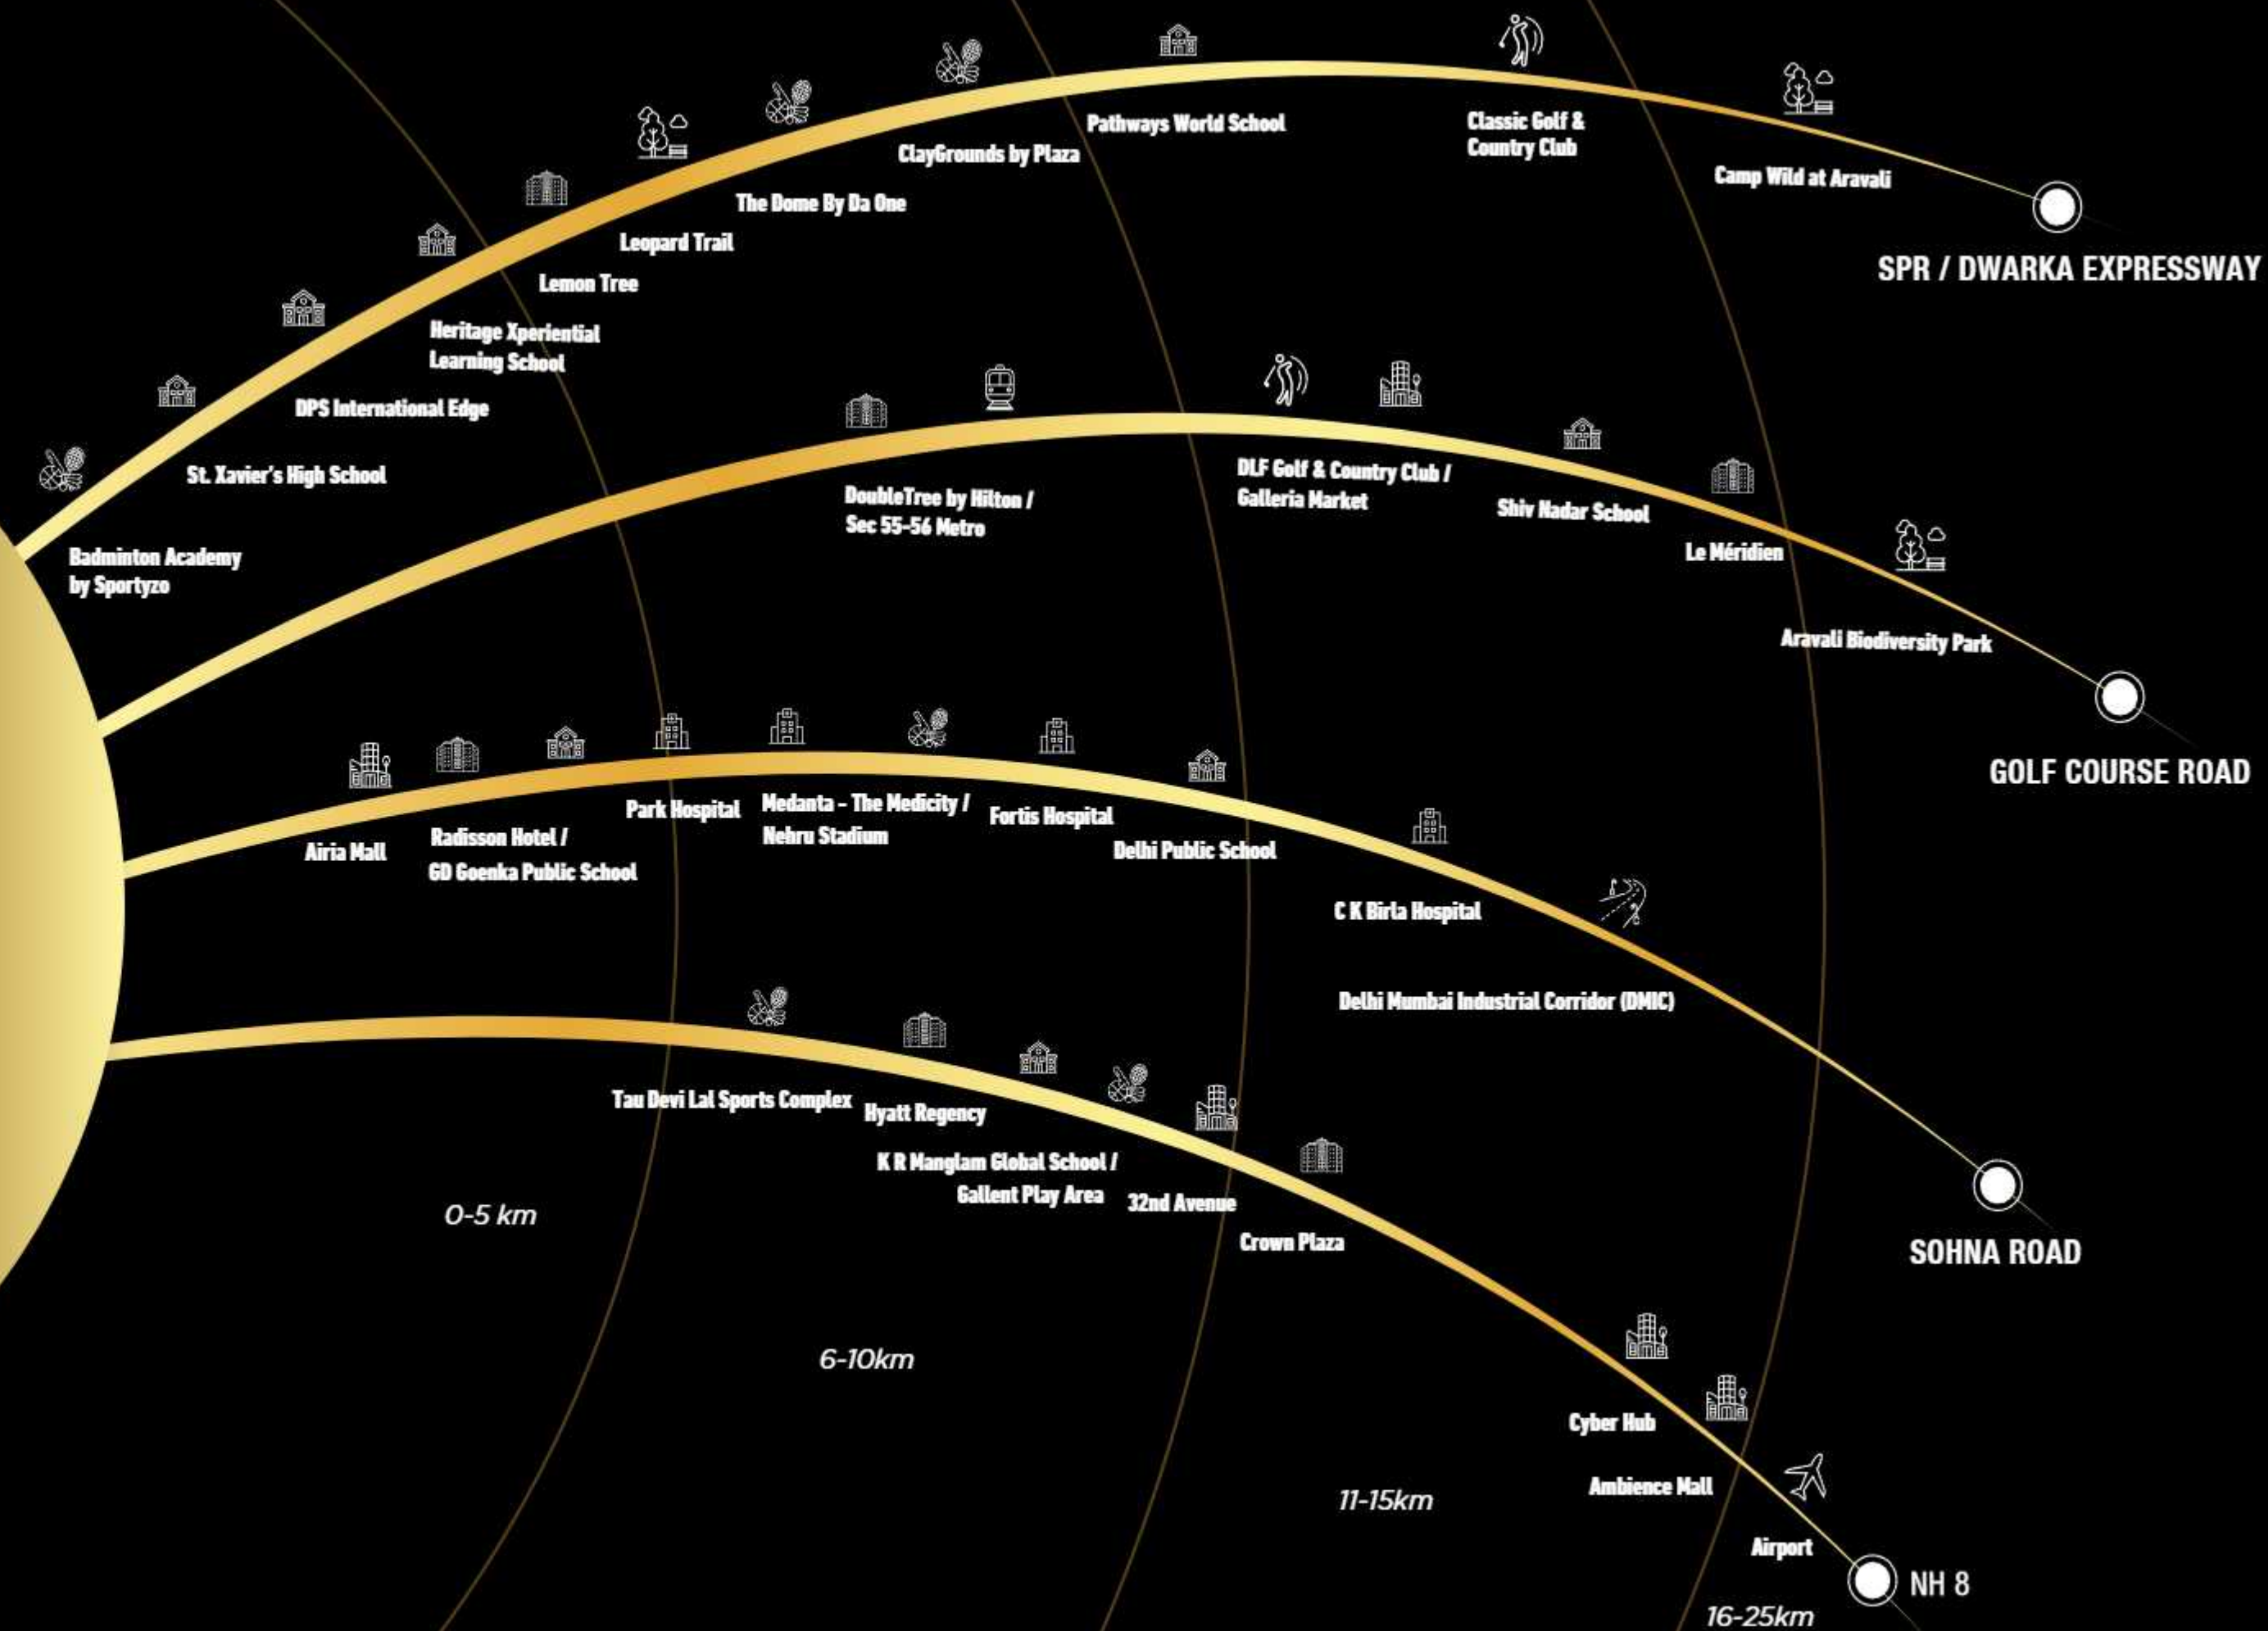 Pathways World School
Classic Golf &
Country Club
ClayGrounds by Plaza
Camp Wild at Aravali
The Dome By Da One
Leopard Trail
Lemon Tree
Heritage Xperiential
Learning School
DPS International Edge
St. Xavier's High School
Badminton Academy
by Sportyzo
SPR / DWARKA EXPRESSWAY
DoubleTree by Hilton /
Sec 55-56 Metro
DLF Golf & Country Club /
Galleria Market
Shiv Nadar School
Le Méridien
Aravali Biodiversity Park
GOLF COURSE ROAD
Airia Mall
Radisson Hotel /
GD Goenka Public School
Park Hospital
Medanta - The Medicity /
Nehru Stadium
Fortis Hospital
Delhi Public School
C K Birla Hospital
Delhi Mumbai Industrial Corridor (DMIC)
SOHNA ROAD
Tau Devi Lal Sports Complex
Hyatt Regency
K R Manglam Global School /
Gallent Play Area
32nd Avenue
Crown Plaza
Cyber Hub
Ambience Mall
Airport
NH 8
0-5 km
6-10km
11-15km
16-25km